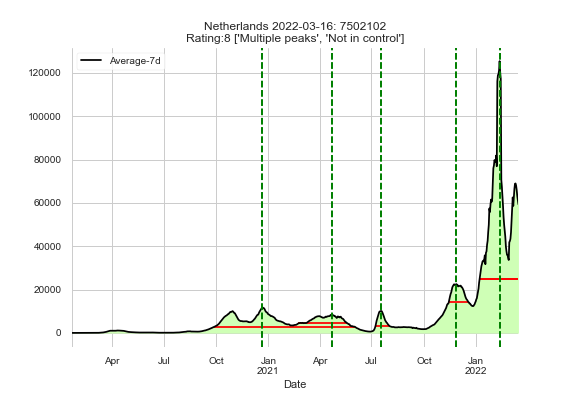 Netherlands 2022-03-16: 7502102
Rating:8 ['Multiple peaks', 'Not in control']
Average-7d
120000
100000
80000
60000
40000
20000
0
Apr Jul Oct Jan Apr Jul Oct Jan
2021 2022
Date